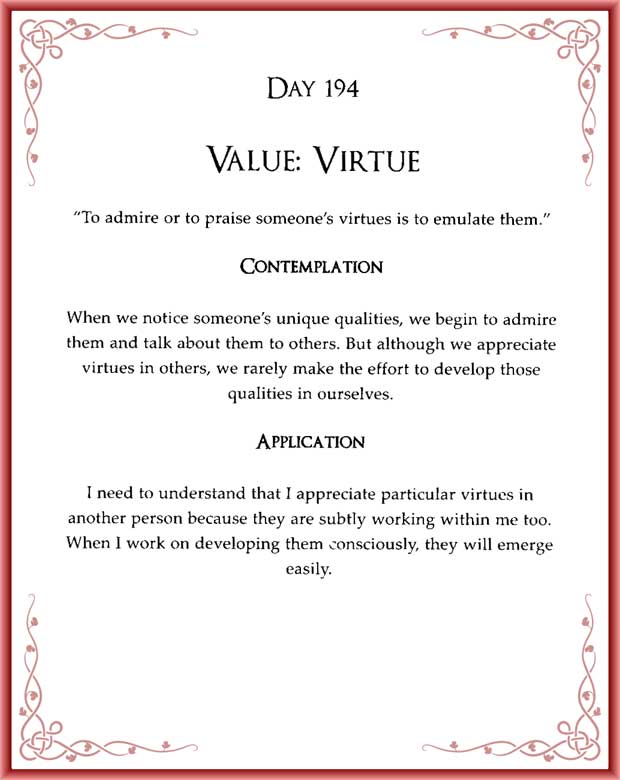 DAY 194
VALUE: VIRTUE
“To admire or to praise someone’s virtues is to emulate them.”
CONTEMPLATION
When we notice someone’s unique qualities, we begin to admire
them and talk about them to others. But although we appreciate
virtues in others, we rarely make the effort to develop those
qualities in ourselves.
APPLICATION
I need to understand that I appreciate particular virtues in
another person because they are subtly working within me too.
When I work on developing them consciously, they will emerge
easily.